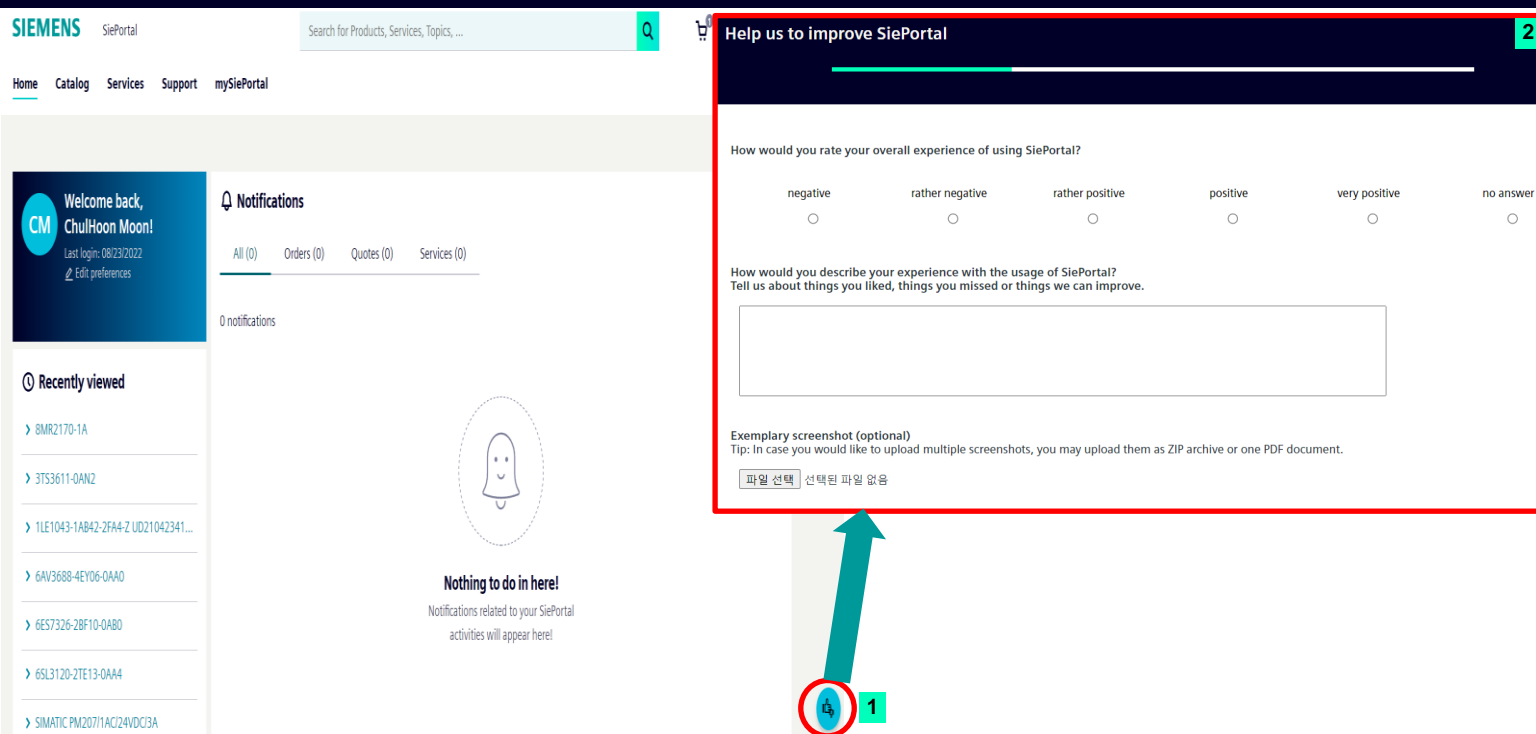 SIEMENS SiePortal
Search for Products, Services, Topics, ...
Home Catalog Services Support mySiePortal
CM
Welcome back,
ChulHoon Moon!
Last login: 08/23/2022
Edit preferences
Recently viewed
8MR2170-1A
3TS3611-0AN2
1LE1043-1AB42-2FA4-Z UD21042341...
6AV3688-4EY06-0AA0
6ES7326-2BF10-0AB0
6SL3120-2TE13-0AA4
SIMATIC PM207/1AC/24VDC/3A
Notifications
All (0) Orders (0) Quotes (0) Services (0)
0 notifications
Nothing to do in here!
Notifications related to your SiePortal
activities will appear here!
1
Help us to improve SiePortal
2
How would you rate your overall experience of using SiePortal?
negative rather negative rather positive positive very positive no answer
How would you describe your experience with the usage of SiePortal?
Tell us about things you liked, things you missed or things we can improve.
Exemplary screenshot (optional)
Tip: In case you would like to upload multiple screenshots, you may upload them as ZIP archive or one PDF document.
파일 선택 선택된 파일 없음